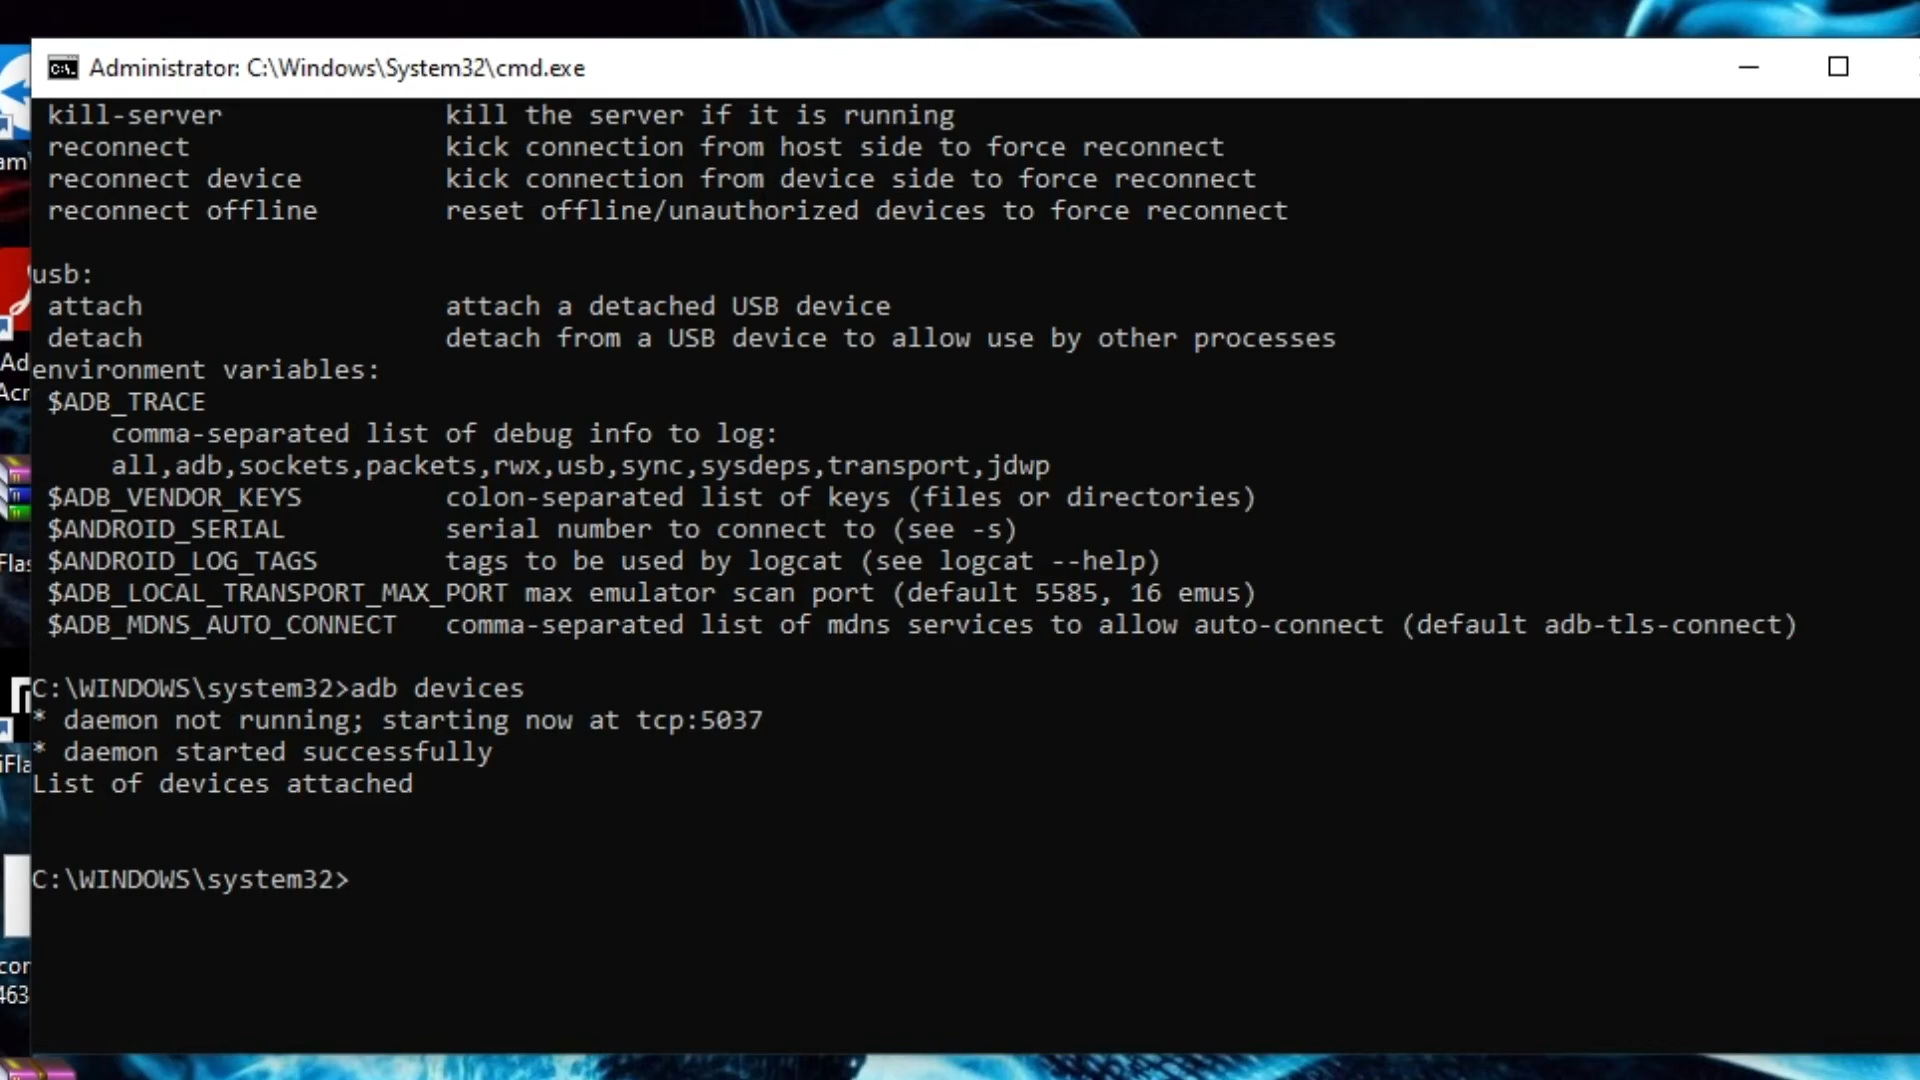 Administrator: C:\Windows\System32\cmd.exe
kill-server kill the server if it is running
reconnect kick connection from host side to force reconnect
reconnect device kick connection from device side to force reconnect
reconnect offline reset offline/unauthorized devices to force reconnect
usb:
attach attach a detached USB device
detach detach from a USB device to allow use by other processes
environment variables:
$ADB_TRACE
comma-separated list of debug info to log:
all,adb,sockets,packets,rwx,usb,sync,sysdeps,transport,jdwp
$ADB_VENDOR_KEYS colon-separated list of keys (files or directories)
$ANDROID_SERIAL serial number to connect to (see -s)
$ANDROID_LOG_TAGS tags to be used by logcat (see logcat --help)
$ADB_LOCAL_TRANSPORT_MAX_PORT max emulator scan port (default 5585, 16 emus)
$ADB_MDNS_AUTO_CONNECT comma-separated list of mdns services to allow auto-connect (default adb-tls-connect)
C:\WINDOWS\system32>adb devices
* daemon not running; starting now at tcp:5037
* daemon started successfully
List of devices attached
C:\WINDOWS\system32>